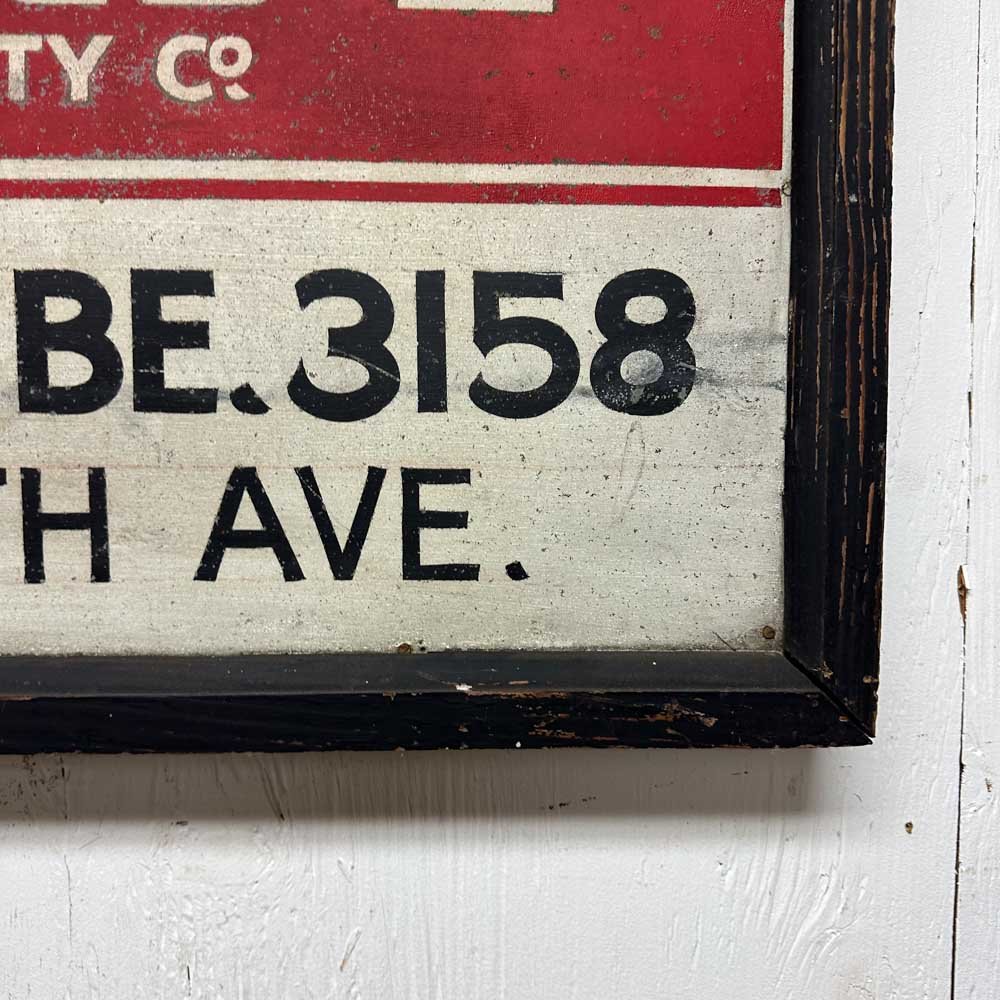 TY Cº
BE.3158
TH AVE.